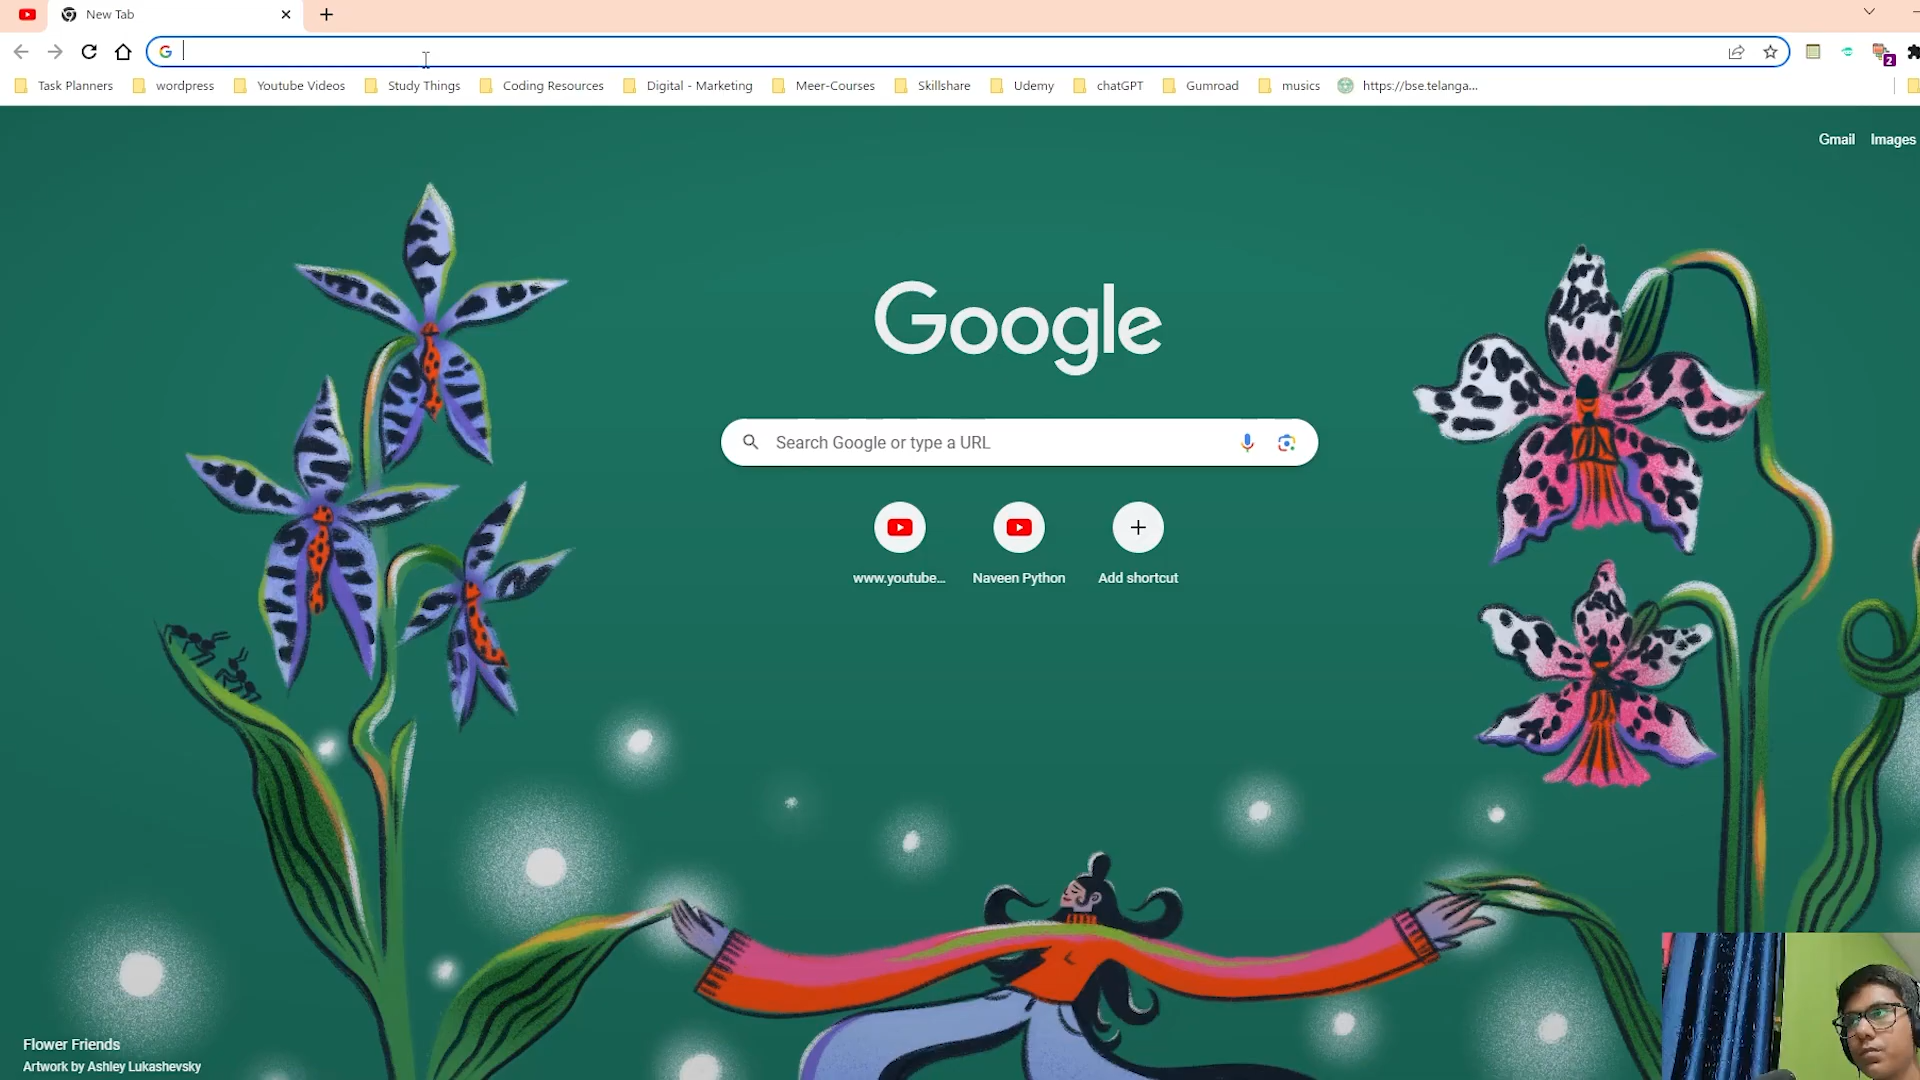 New Tab
Task Planners
wordpress
Youtube Videos
Study Things
Coding Resources
Digital - Marketing
Meer-Courses
Skillshare
Udemy
chatGPT
Gumroad
musics
https://bse.telanga...
2
Gmail
Images
Google
Search Google or type a URL
www.youtube...
Naveen Python
Add shortcut
Flower Friends
Artwork by Ashley Lukashevsky